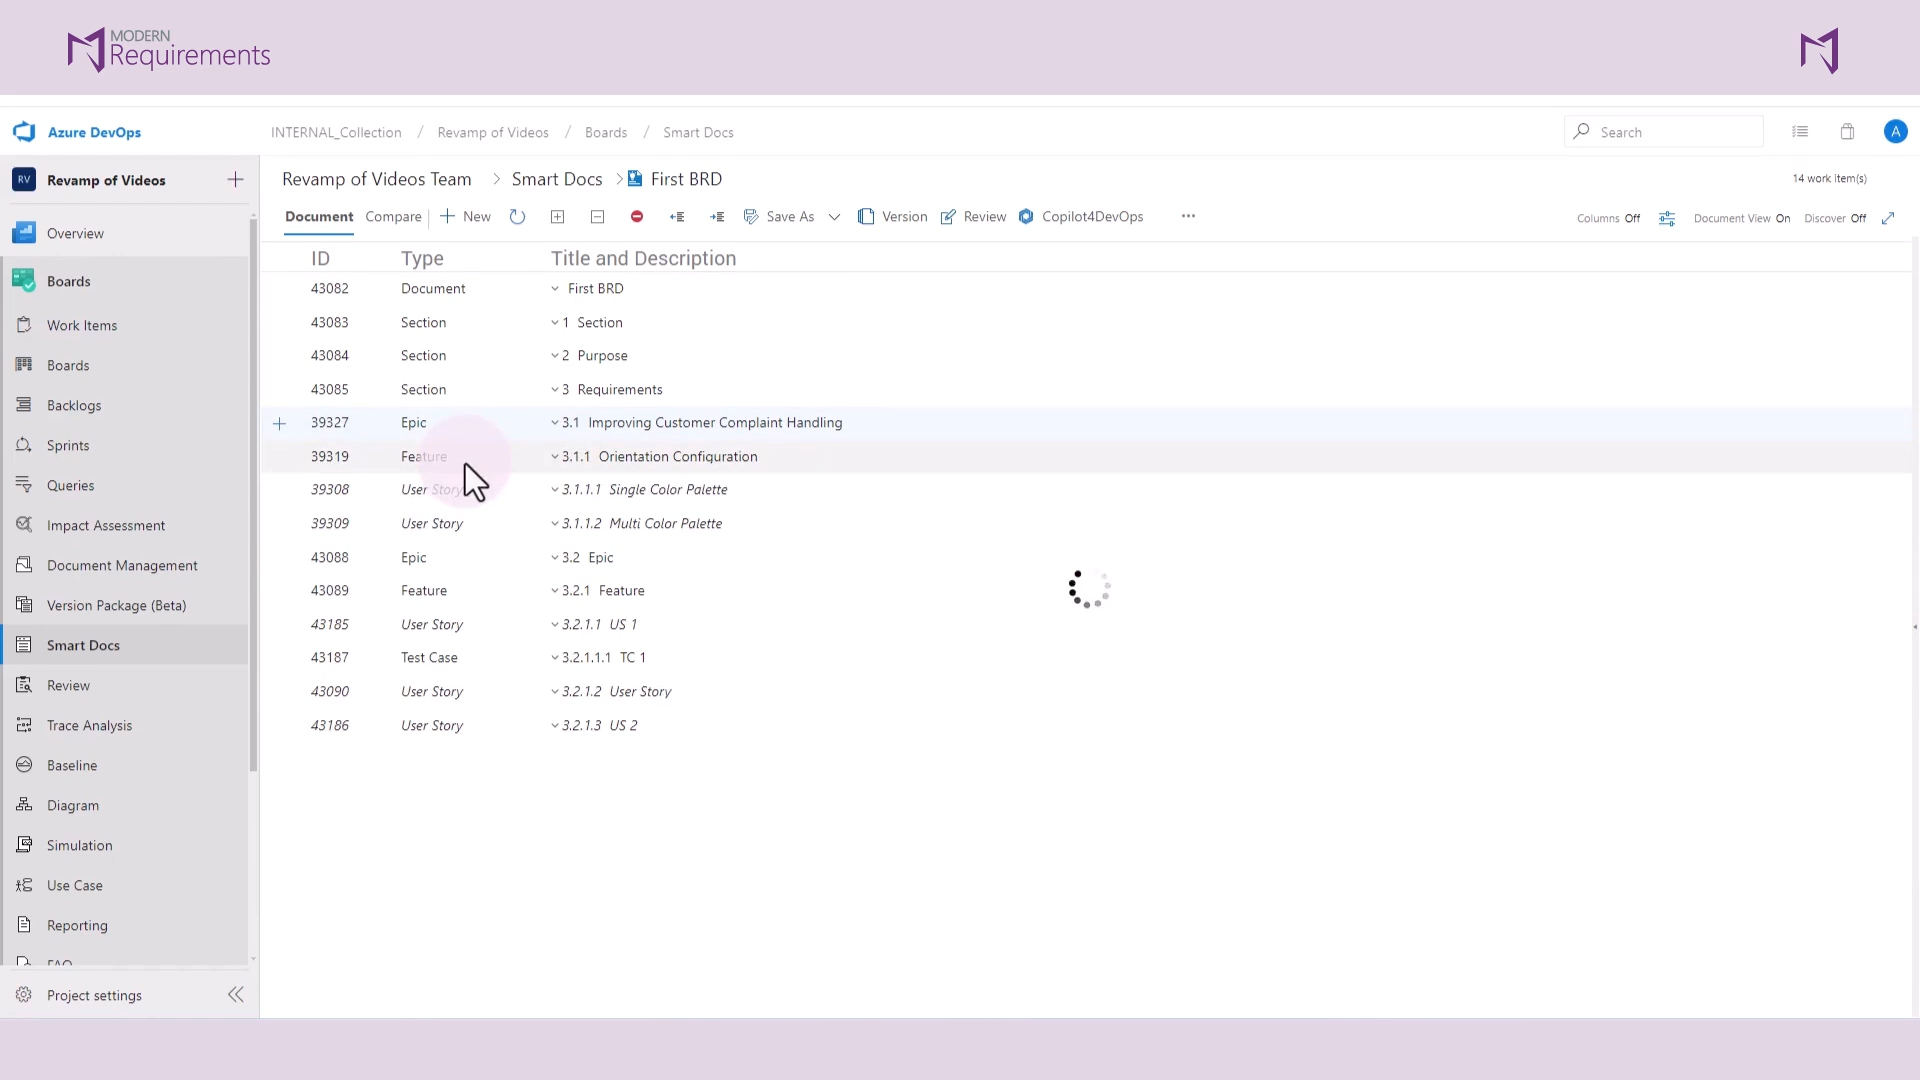 MODERN
Requirements
Azure DevOps
INTERNAL_Collection / Revamp of Videos / Boards / Smart Docs
Search
A
RV Revamp of Videos
Revamp of Videos Team > Smart Docs > First BRD
14 work item(s)
Document Compare New Save As Version Review Copilot4DevOps
Columns Off Document View On Discover Off
Overview
Boards
Work Items
Boards
Backlogs
Sprints
Queries
Impact Assessment
Document Management
Version Package (Beta)
Smart Docs
Review
Trace Analysis
Baseline
Diagram
Simulation
Use Case
Reporting
FAQ
Project settings
ID Type Title and Description
43082 Document First BRD
43083 Section 1 Section
43084 Section 2 Purpose
43085 Section 3 Requirements
39327 Epic 3.1 Improving Customer Complaint Handling
39319 Feature 3.1.1 Orientation Configuration
39308 User Story 3.1.1.1 Single Color Palette
39309 User Story 3.1.1.2 Multi Color Palette
43088 Epic 3.2 Epic
43089 Feature 3.2.1 Feature
43185 User Story 3.2.1.1 US 1
43187 Test Case 3.2.1.1.1 TC 1
43090 User Story 3.2.1.2 User Story
43186 User Story 3.2.1.3 US 2